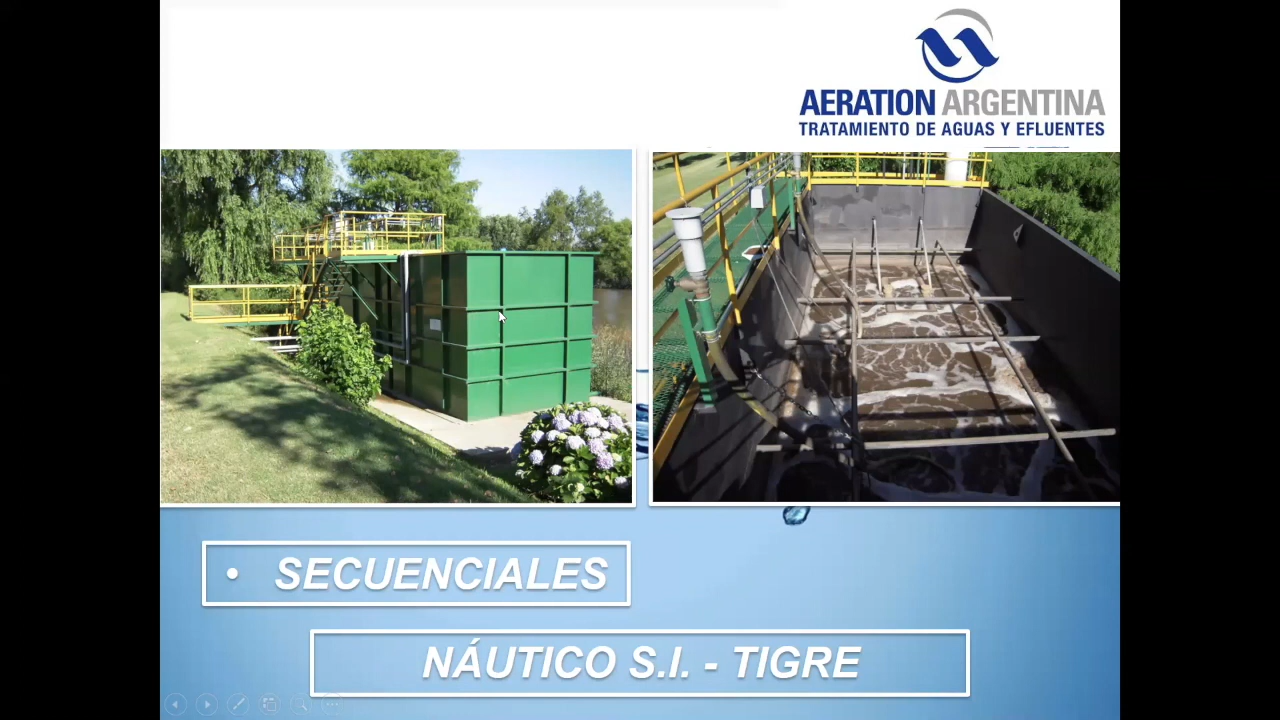 AERATION ARGENTINA
TRATAMIENTO DE AGUAS Y EFLUENTES
• SECUENCIALES
NÁUTICO S.I. - TIGRE